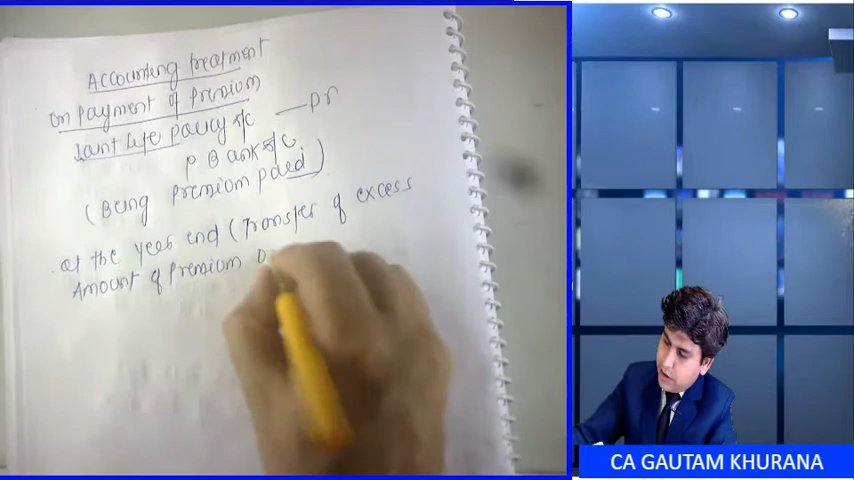 Accounting treatment
on payment of Premium
Joint Life Policy A/c — Dr
To Bank A/c
(Being Premium paid)
at the year end (Transfer of excess
Amount of Premium O
CA GAUTAM KHURANA